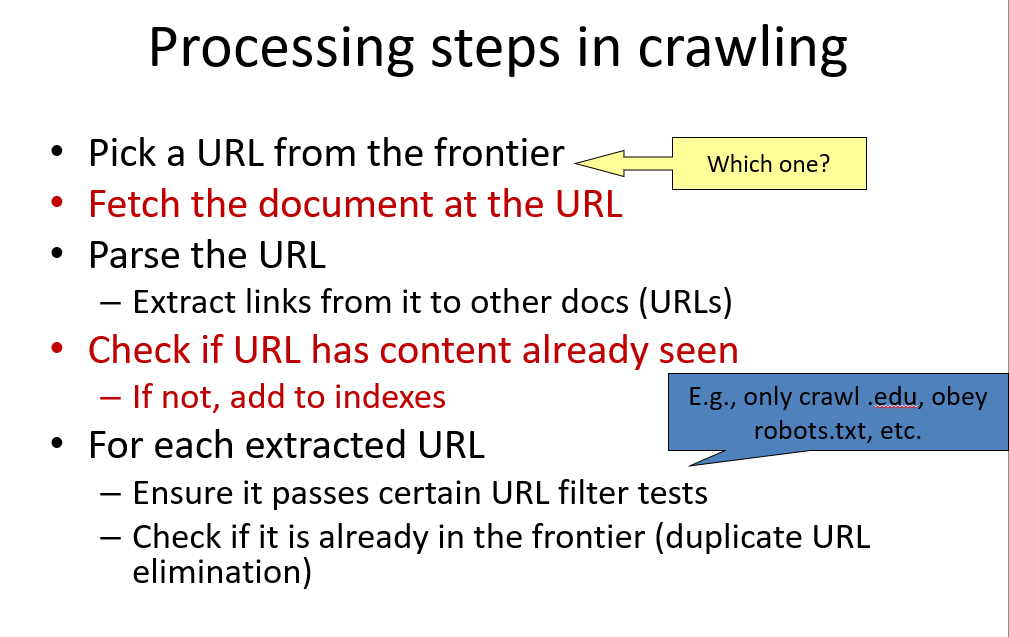 Processing steps in crawling
• Pick a URL from the frontier
Which one?
• Fetch the document at the URL
• Parse the URL
– Extract links from it to other docs (URLs)
• Check if URL has content already seen
– If not, add to indexes
E.g., only crawl .edu, obey
robots.txt, etc.
• For each extracted URL
– Ensure it passes certain URL filter tests
– Check if it is already in the frontier (duplicate URL
elimination)